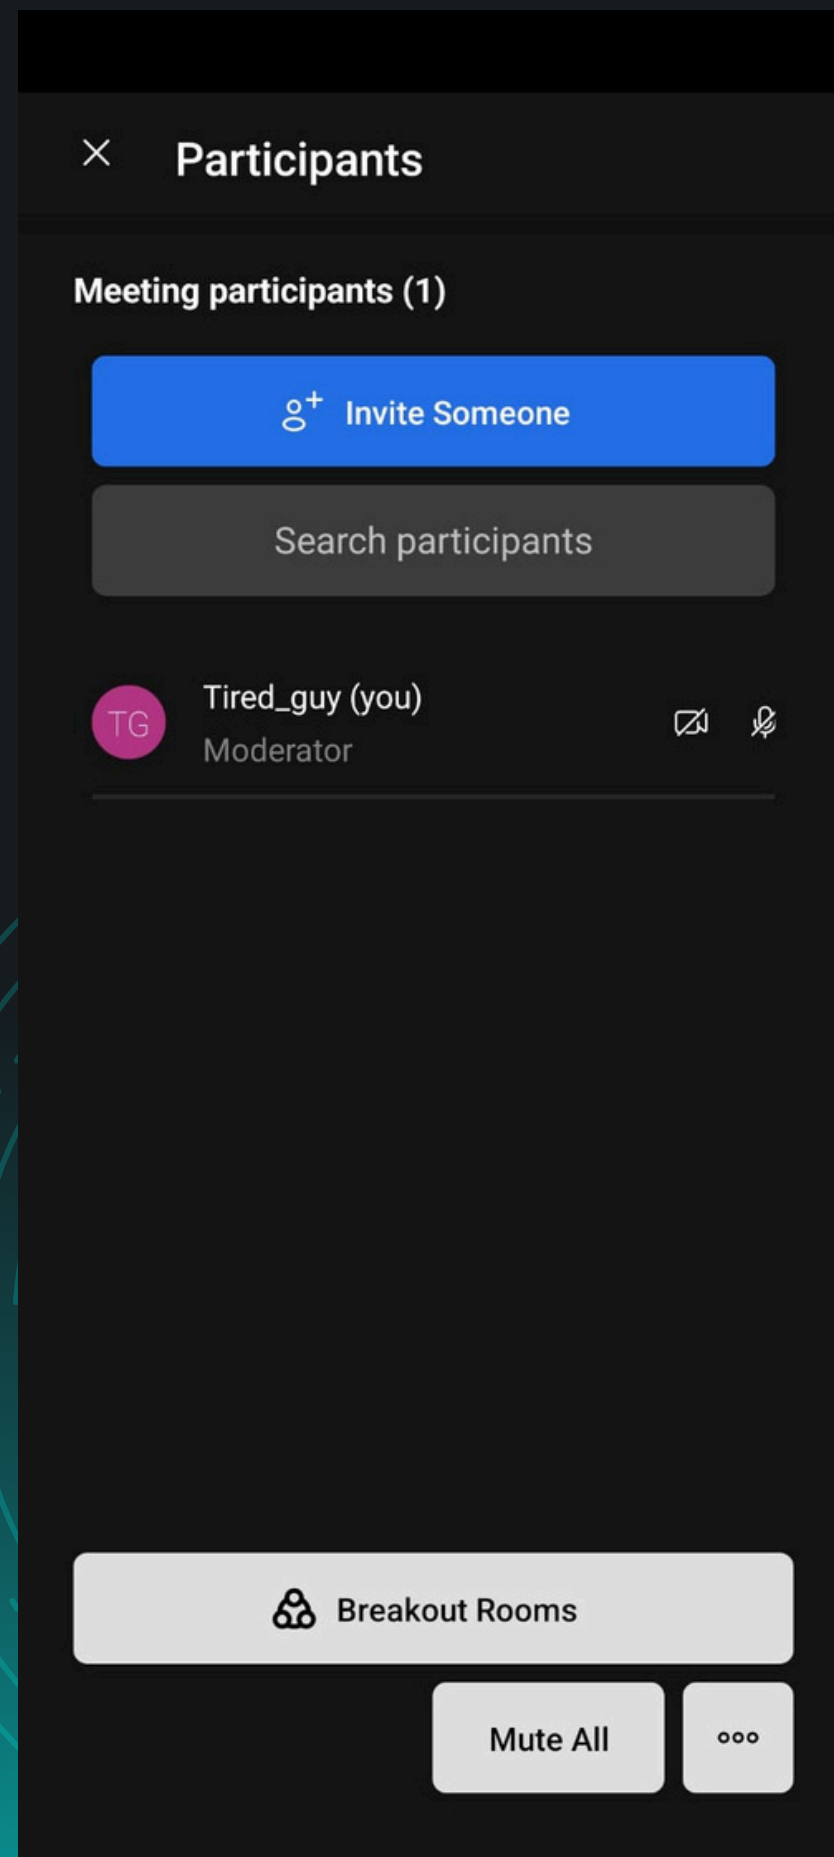 Participants
Meeting participants (1)
Invite Someone
Search participants
TG
Tired_guy (you)
Moderator
Breakout Rooms
Mute All